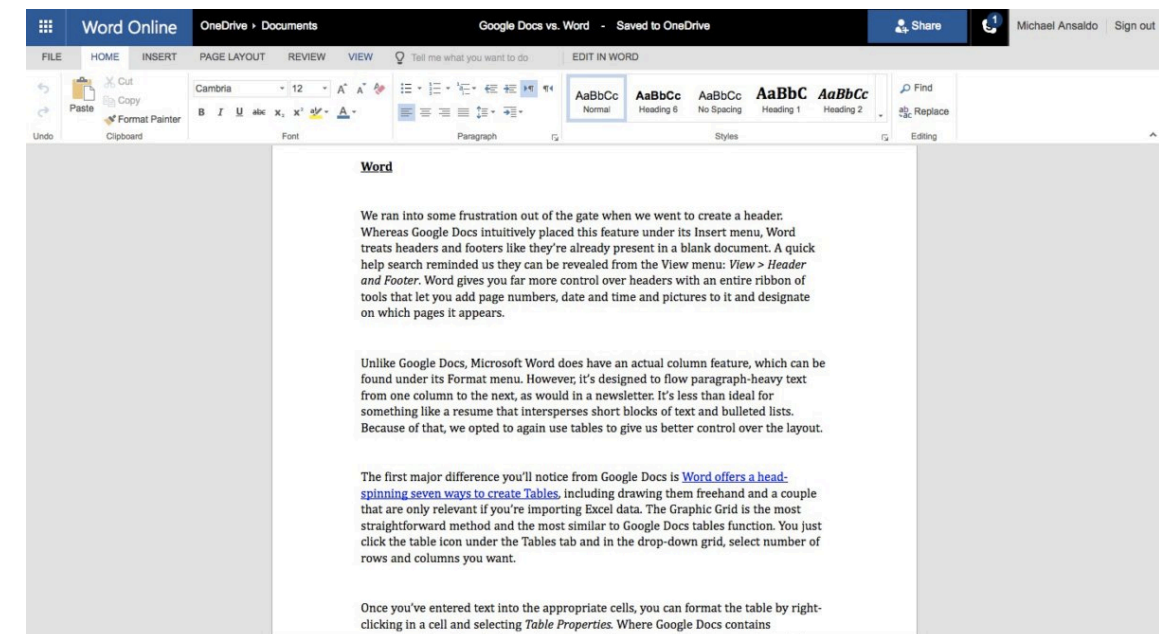 Word Online OneDrive › Documents Google Docs vs. Word - Saved to OneDrive Share 1 Michael Ansaldo Sign out
FILE HOME INSERT PAGE LAYOUT REVIEW VIEW Tell me what you want to do EDIT IN WORD
Paste
Cut
Copy
Format Painter
Undo
Clipboard
Cambria 12
B I U abc x₂ x²
Font
Paragraph
AaBbCc AaBbCc AaBbCc AaBbC AaBbCc
Normal Heading 6 No Spacing Heading 1 Heading 2
Styles
Find
Replace
Editing
Word
We ran into some frustration out of the gate when we went to create a header.
Whereas Google Docs intuitively placed this feature under its Insert menu, Word
treats headers and footers like they're already present in a blank document. A quick
help search reminded us they can be revealed from the View menu: View > Header
and Footer. Word gives you far more control over headers with an entire ribbon of
tools that let you add page numbers, date and time and pictures to it and designate
on which pages it appears.
Unlike Google Docs, Microsoft Word does have an actual column feature, which can be
found under its Format menu. However, it's designed to flow paragraph-heavy text
from one column to the next, as would in a newsletter. It's less than ideal for
something like a resume that intersperses short blocks of text and bulleted lists.
Because of that, we opted to again use tables to give us better control over the layout.
The first major difference you'll notice from Google Docs is Word offers a head-
spinning seven ways to create Tables, including drawing them freehand and a couple
that are only relevant if you're importing Excel data. The Graphic Grid is the most
straightforward method and the most similar to Google Docs tables function. You just
click the table icon under the Tables tab and in the drop-down grid, select number of
rows and columns you want.
Once you've entered text into the appropriate cells, you can format the table by right-
clicking in a cell and selecting Table Properties. Where Google Docs contains